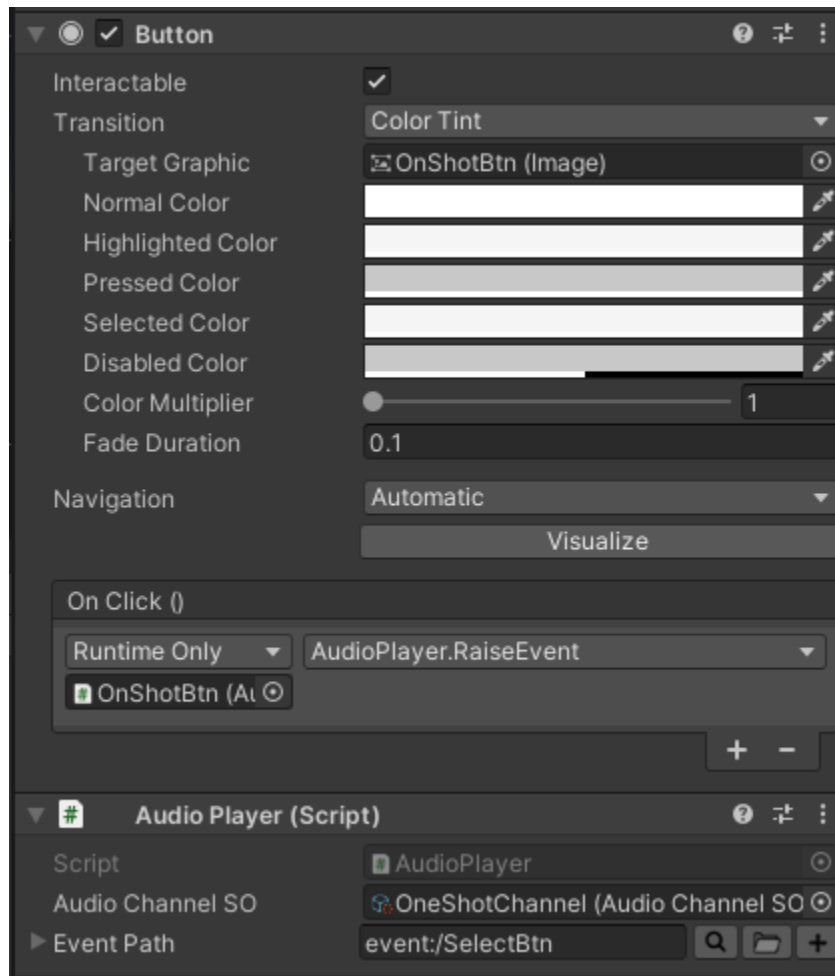 Button
Interactable
Transition Color Tint
Target Graphic OnShotBtn (Image)
Normal Color
Highlighted Color
Pressed Color
Selected Color
Disabled Color
Color Multiplier 1
Fade Duration 0.1
Navigation Automatic
Visualize
On Click ()
Runtime Only AudioPlayer.RaiseEvent
# OnShotBtn (Au
+ -
# Audio Player (Script)
Script # AudioPlayer
Audio Channel SO OneShotChannel (Audio Channel SO
Event Path event:/SelectBtn +